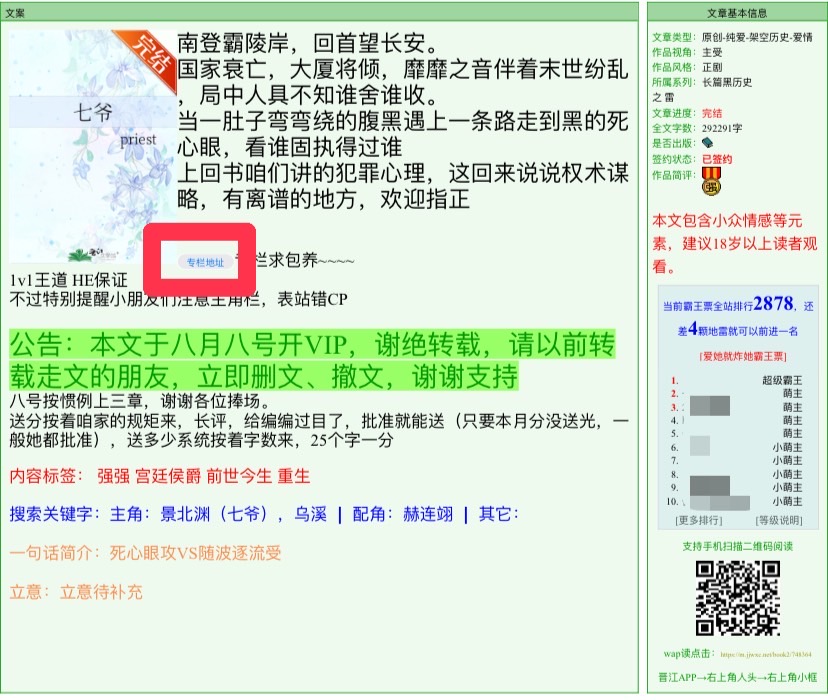 文案
完结
七爷
priest
南登霸陵岸，回首望长安。
国家衰亡，大厦将倾，靡靡之音伴着末世纷乱
，局中人具不知谁舍谁收。
当一肚子弯弯绕的腹黑遇上一条路走到黑的死
心眼，看谁固执得过谁
上回书咱们讲的犯罪心理，这回来说说权术谋
略，有离谱的地方，欢迎指正
专栏地址
栏求包养~~~~
1v1王道 HE保证
不过特别提醒小朋友们注意主角栏，表站错CP
公告：本文于八月八号开VIP，谢绝转载，请以前转
载走文的朋友，立即删文、撤文，谢谢支持
八号按惯例上三章，谢谢各位捧场。
送分按着咱家的规矩来，长评，给编编过目了，批准就能送（只要本月分没送光，一
般她都批准），送多少系统按着字数来，25个字一分
内容标签： 强强 宫廷侯爵 前世今生 重生
搜索关键字：主角：景北渊（七爷），乌溪 ┃ 配角：赫连翊 ┃ 其它：
一句话简介：死心眼攻VS随波逐流受
立意：立意待补充
文章基本信息
文章类型：原创-纯爱-架空历史-爱情
作品视角：主受
作品风格：正剧
所属系列：长篇黑历史
之 雷
文章进度：完结
全文字数：292291字
是否出版：
签约状态：已签约
作品简评：
本文包含小众情感等元
素，建议18岁以上读者观
看。
当前霸王票全站排行2878，还
差4颗地雷就可以前进一名
[爱她就炸她霸王票]
1. 超级霸王
2. 萌主
3. 萌主
4. 萌主
5. 萌主
6. 小萌主
7. 小萌主
8. 小萌主
9. 小萌主
10. 小萌主
[更多排行] [等级说明]
支持手机扫描二维码阅读
wap读点击：https://m.jjwxc.net/book2/748364
晋江APP→右上角人头→右上角小框